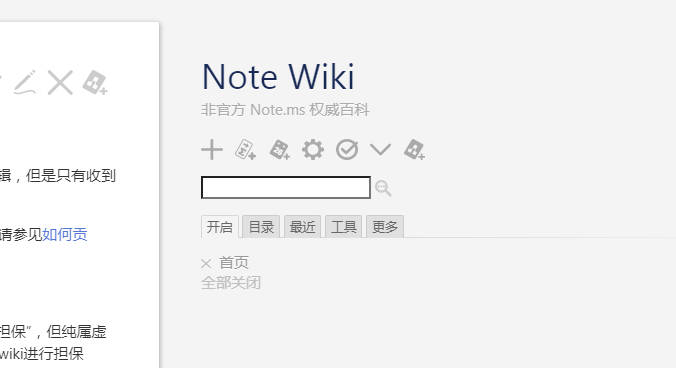 Note Wiki
非官方 Note.ms 权威百科
开启 目录 最近 工具 更多
首页
全部关闭
辑，但是只有收到
请参见如何贡
担保”，但纯属虚
wiki进行担保